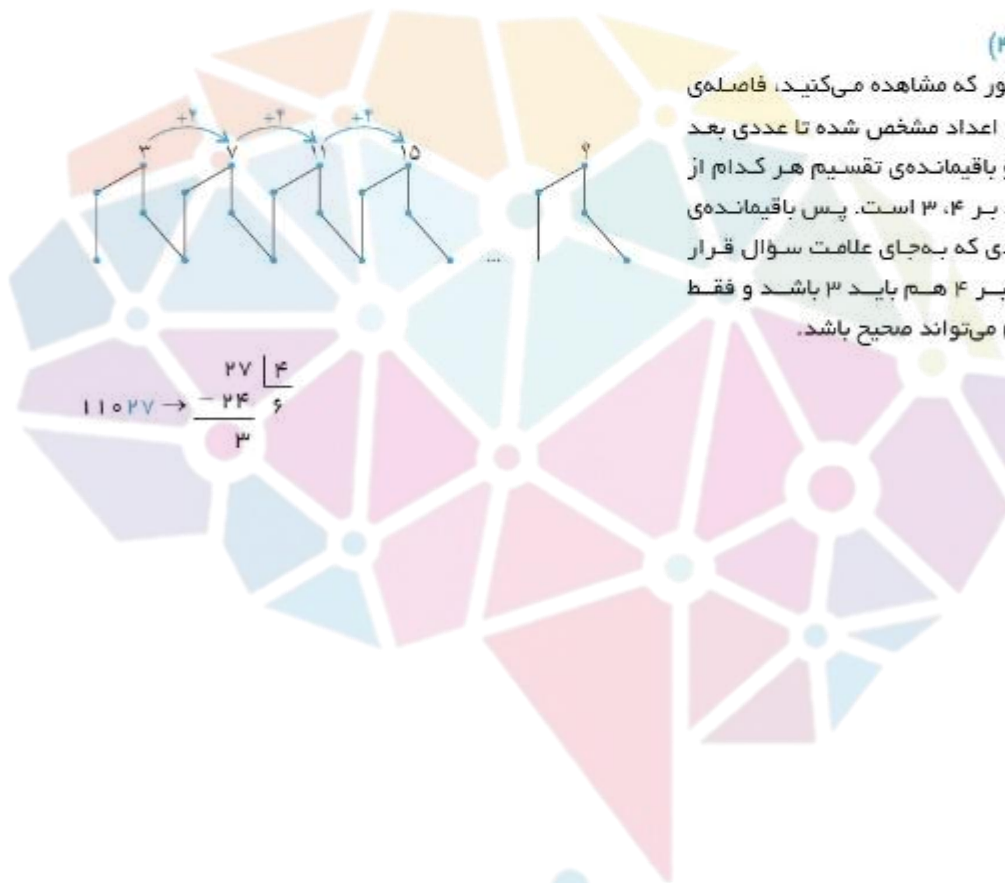 ۴)
ور که مشاهده می‌کنید، فاصله‌ی
اعداد مشخص شده تا عددی بعد
و باقیمانده‌ی تقسیم هر کدام از
بر ۴، ۳ است. پس باقیمانده‌ی
دی که به‌جای علامت سؤال قرار
بر ۴ هم باید ۳ باشد و فقط
می‌تواند صحیح باشد.
+۴ +۴ +۴
۳ ۷ ۱۱ ۱۵ ؟
...
۲۷ ۴
۱۱۰۲۷ → − ۲۴ ۶
۳